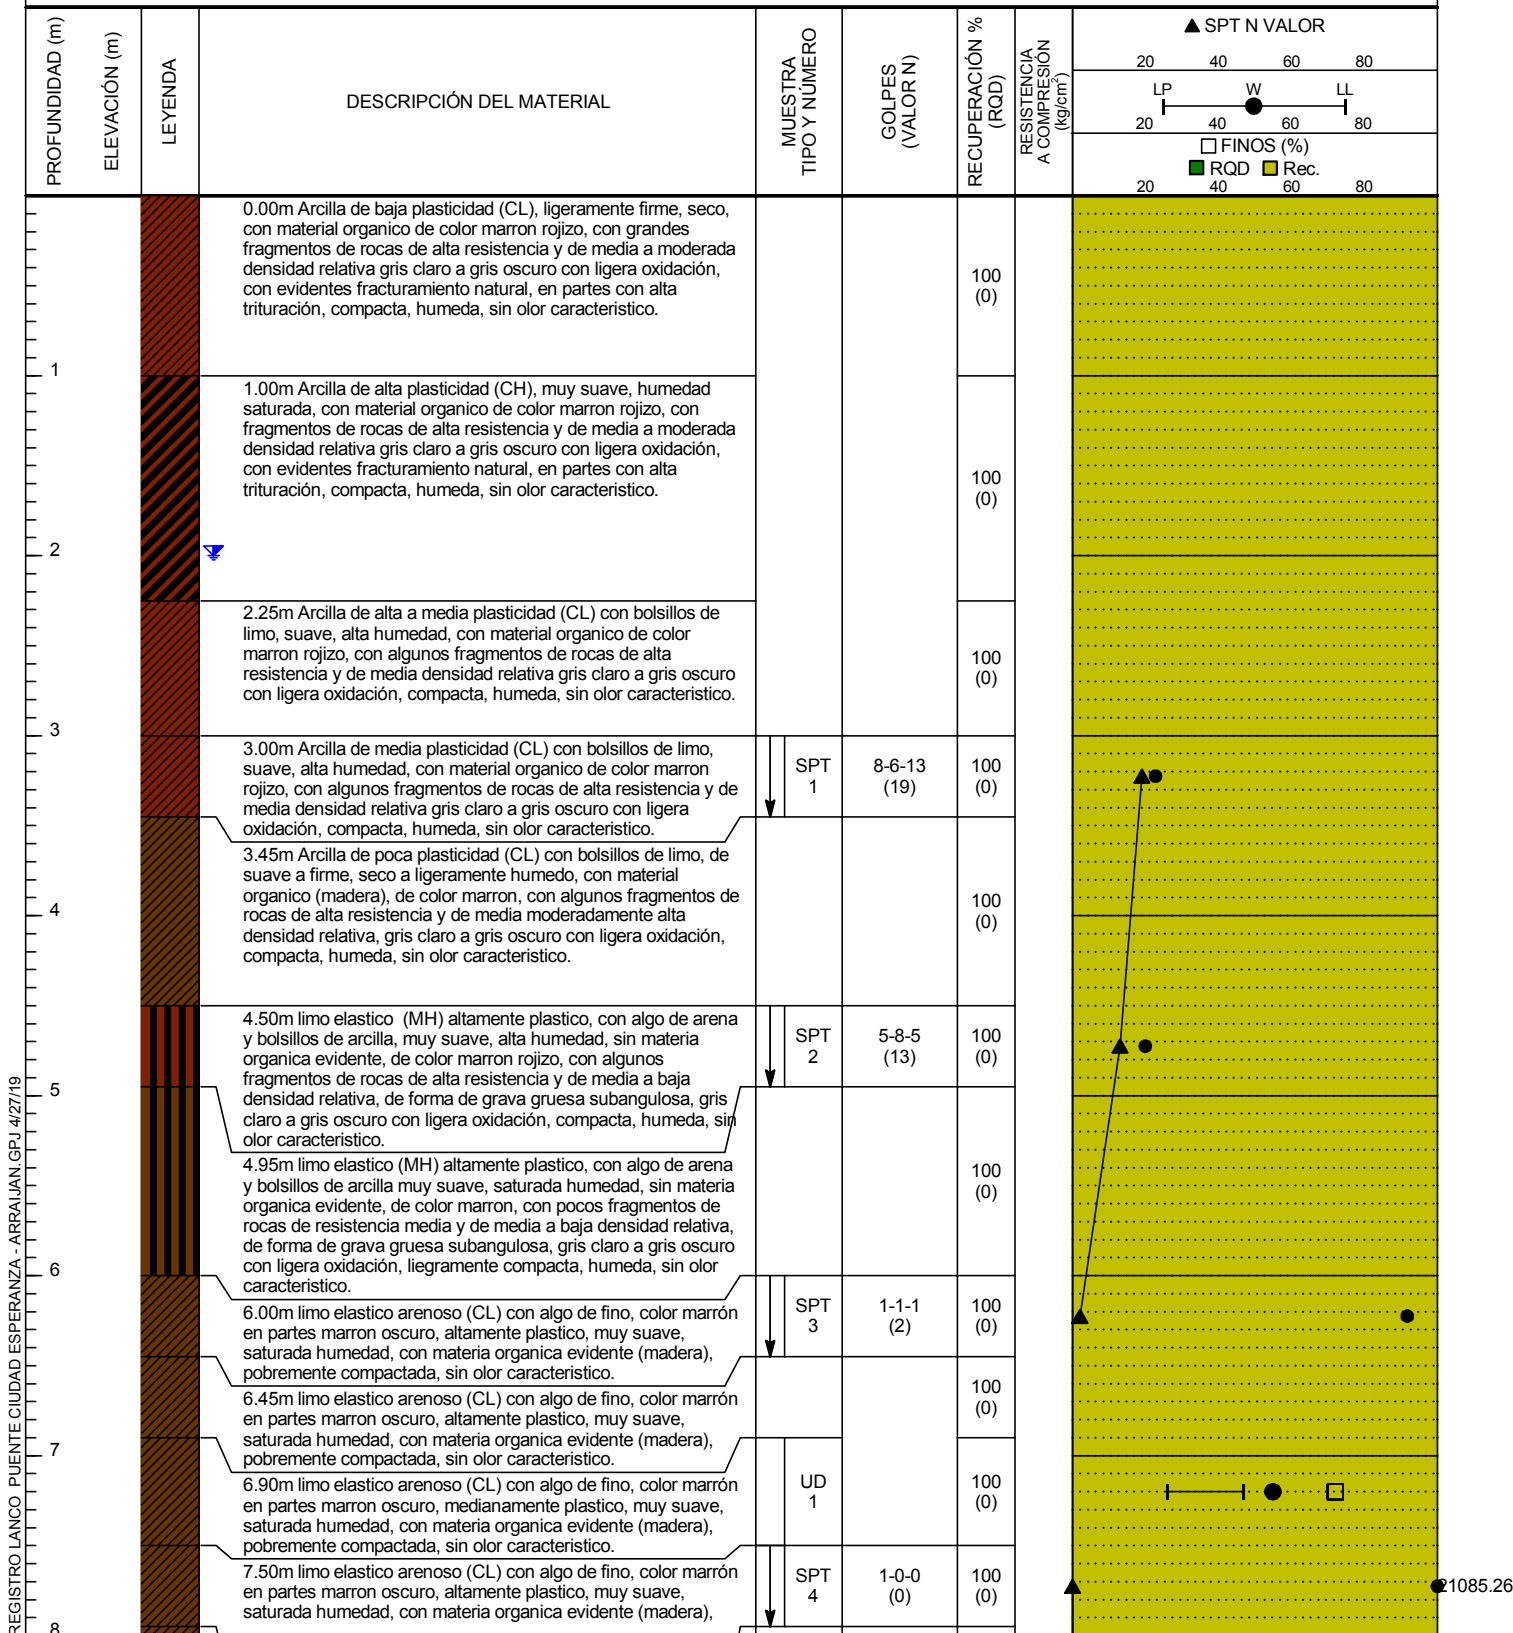 PROFUNDIDAD (m)
ELEVACIÓN (m)
LEYENDA
DESCRIPCIÓN DEL MATERIAL
MUESTRA
TIPO Y NÚMERO
GOLPES
(VALOR N)
RECUPERACIÓN %
(RQD)
RESISTENCIA
A COMPRESIÓN
(kg/cm²)
▲ SPT N VALOR
20 40 60 80
LP W LL
20 40 60 80
□ FINOS (%)
RQD Rec.
20 40 60 80
0.00m Arcilla de baja plasticidad (CL), ligeramente firme, seco,
con material organico de color marron rojizo, con grandes
fragmentos de rocas de alta resistencia y de media a moderada
densidad relativa gris claro a gris oscuro con ligera oxidación,
con evidentes fracturamiento natural, en partes con alta
trituración, compacta, humeda, sin olor caracteristico.
100
(0)
1
1.00m Arcilla de alta plasticidad (CH), muy suave, humedad
saturada, con material organico de color marron rojizo, con
fragmentos de rocas de alta resistencia y de media a moderada
densidad relativa gris claro a gris oscuro con ligera oxidación,
con evidentes fracturamiento natural, en partes con alta
trituración, compacta, humeda, sin olor caracteristico.
100
(0)
2
2.25m Arcilla de alta a media plasticidad (CL) con bolsillos de
limo, suave, alta humedad, con material organico de color
marron rojizo, con algunos fragmentos de rocas de alta
resistencia y de media densidad relativa gris claro a gris oscuro
con ligera oxidación, compacta, humeda, sin olor caracteristico.
100
(0)
3
3.00m Arcilla de media plasticidad (CL) con bolsillos de limo,
suave, alta humedad, con material organico de color marron
rojizo, con algunos fragmentos de rocas de alta resistencia y de
media densidad relativa gris claro a gris oscuro con ligera
oxidación, compacta, humeda, sin olor caracteristico.
SPT
1
8-6-13
(19)
100
(0)
3.45m Arcilla de poca plasticidad (CL) con bolsillos de limo, de
suave a firme, seco a ligeramente humedo, con material
organico (madera), de color marron, con algunos fragmentos de
rocas de alta resistencia y de media moderadamente alta
densidad relativa, gris claro a gris oscuro con ligera oxidación,
compacta, humeda, sin olor caracteristico.
100
(0)
4
4.50m limo elastico (MH) altamente plastico, con algo de arena
y bolsillos de arcilla, muy suave, alta humedad, sin materia
organica evidente, de color marron rojizo, con algunos
fragmentos de rocas de alta resistencia y de media a baja
densidad relativa, de forma de grava gruesa subangulosa, gris
claro a gris oscuro con ligera oxidación, compacta, humeda, sin
olor caracteristico.
SPT
2
5-8-5
(13)
100
(0)
5
4.95m limo elastico (MH) altamente plastico, con algo de arena
y bolsillos de arcilla muy suave, saturada humedad, sin materia
organica evidente, de color marron, con pocos fragmentos de
rocas de resistencia media y de media a baja densidad relativa,
de forma de grava gruesa subangulosa, gris claro a gris oscuro
con ligera oxidación, liegramente compacta, humeda, sin olor
caracteristico.
100
(0)
6
6.00m limo elastico arenoso (CL) con algo de fino, color marrón
en partes marron oscuro, altamente plastico, muy suave,
saturada humedad, con materia organica evidente (madera),
pobremente compactada, sin olor caracteristico.
SPT
3
1-1-1
(2)
100
(0)
6.45m limo elastico arenoso (CL) con algo de fino, color marrón
en partes marron oscuro, altamente plastico, muy suave,
saturada humedad, con materia organica evidente (madera),
pobremente compactada, sin olor caracteristico.
100
(0)
7
6.90m limo elastico arenoso (CL) con algo de fino, color marrón
en partes marron oscuro, medianamente plastico, muy suave,
saturada humedad, con materia organica evidente (madera),
pobremente compactada, sin olor caracteristico.
UD
1
100
(0)
7.50m limo elastico arenoso (CL) con algo de fino, color marrón
en partes marron oscuro, altamente plastico, muy suave,
saturada humedad, con materia organica evidente (madera),
SPT
4
1-0-0
(0)
100
(0)
21085.26
8
REGISTRO LANCO PUENTE CIUDAD ESPERANZA - ARRAIJAN.GPJ 4/27/19